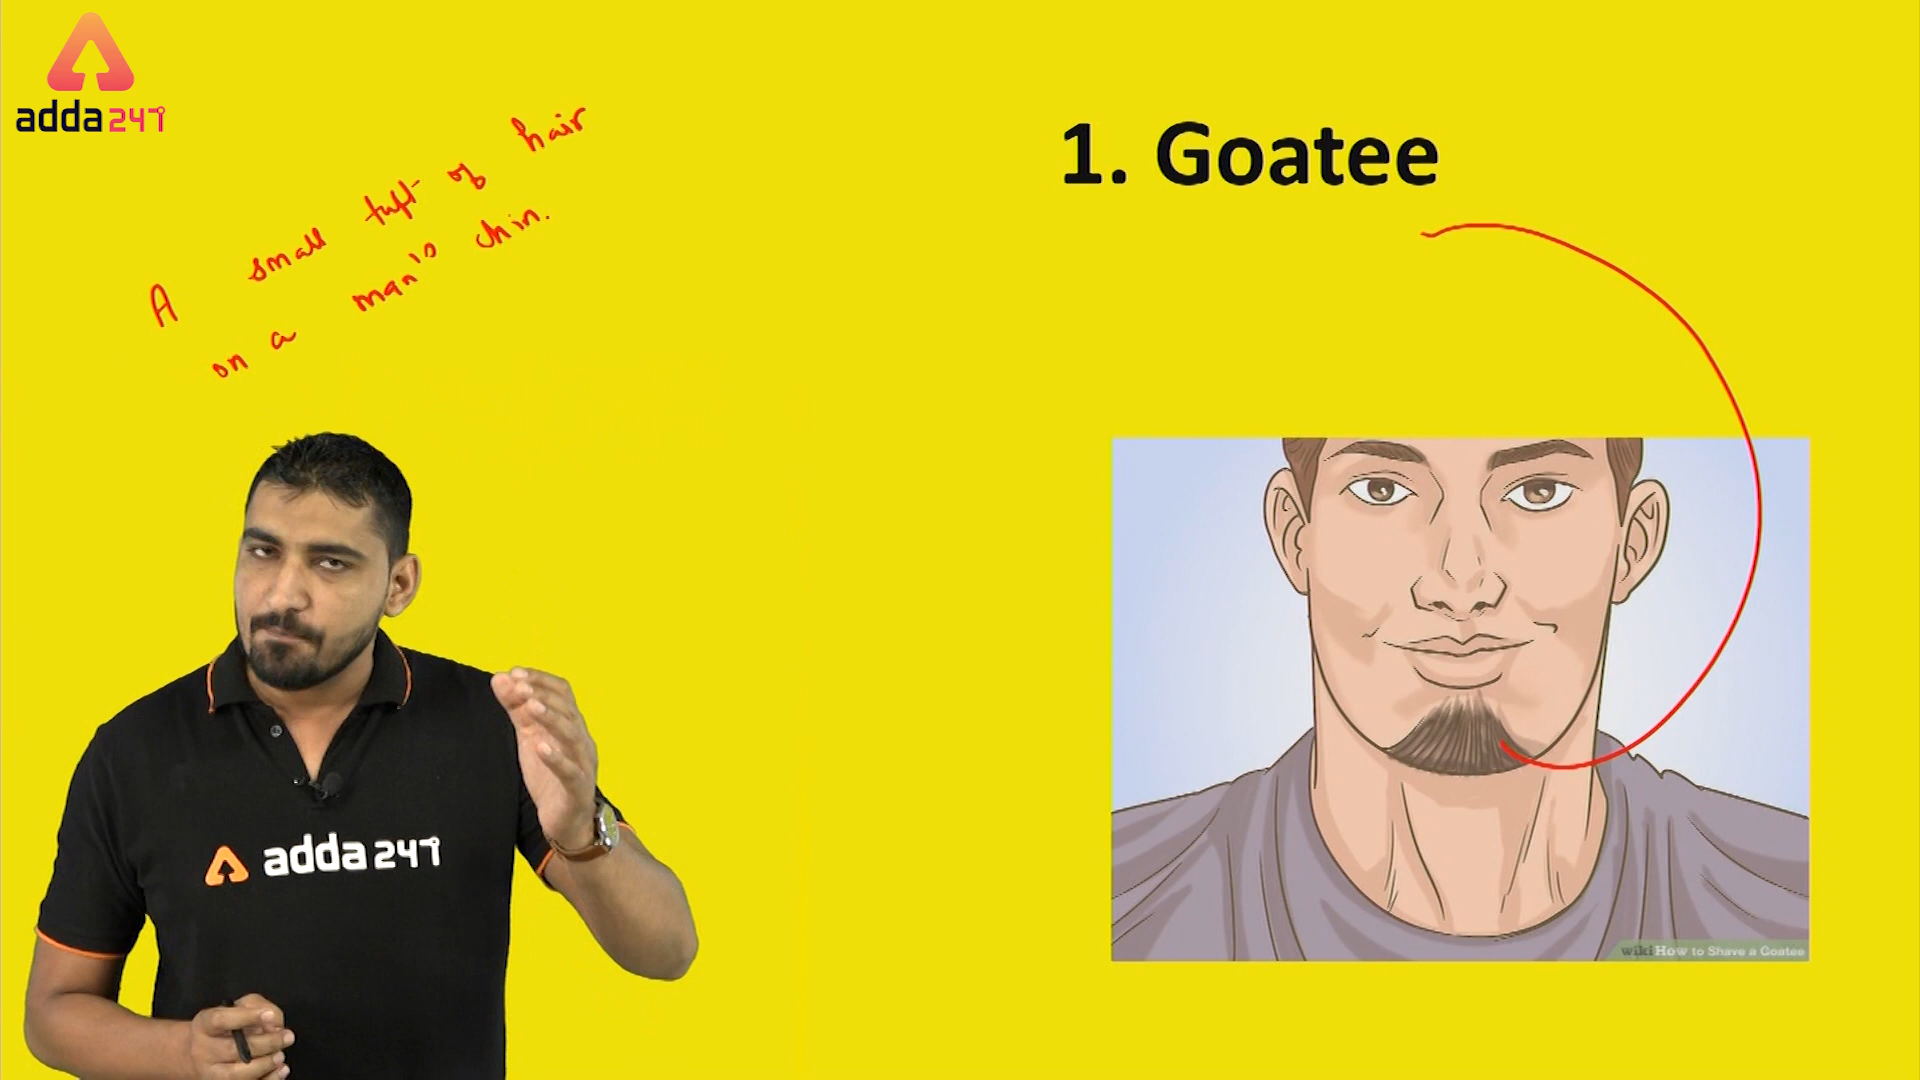 adda247
1. Goatee
A small tuft of hair
on a man's chin.
adda247
wikiHow to Shave a Goatee